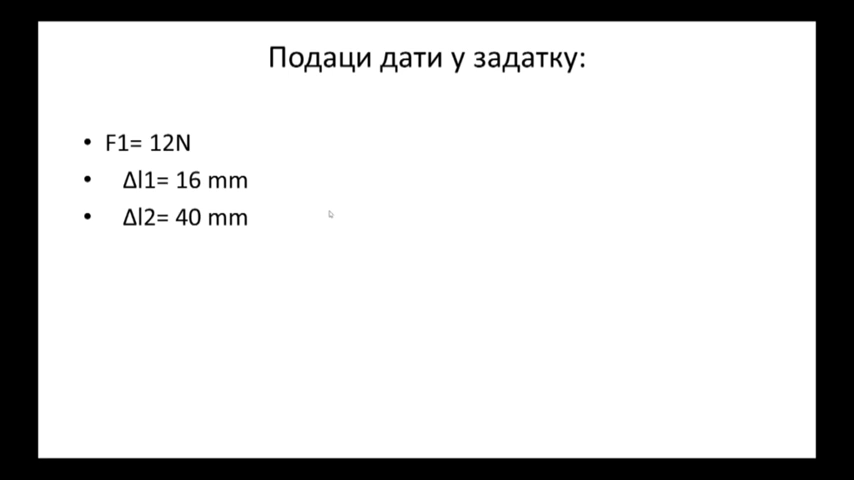 Подаци дати у задатку:
• F1= 12N
• Δl1= 16 mm
• Δl2= 40 mm